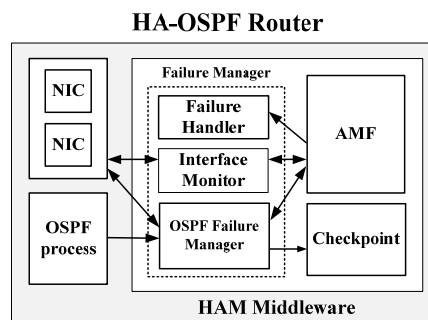 HA-OSPF Router
Failure Manager
NIC
NIC
Failure
Handler
AMF
Interface
Monitor
OSPF
process
OSPF Failure
Manager
Checkpoint
HAM Middleware